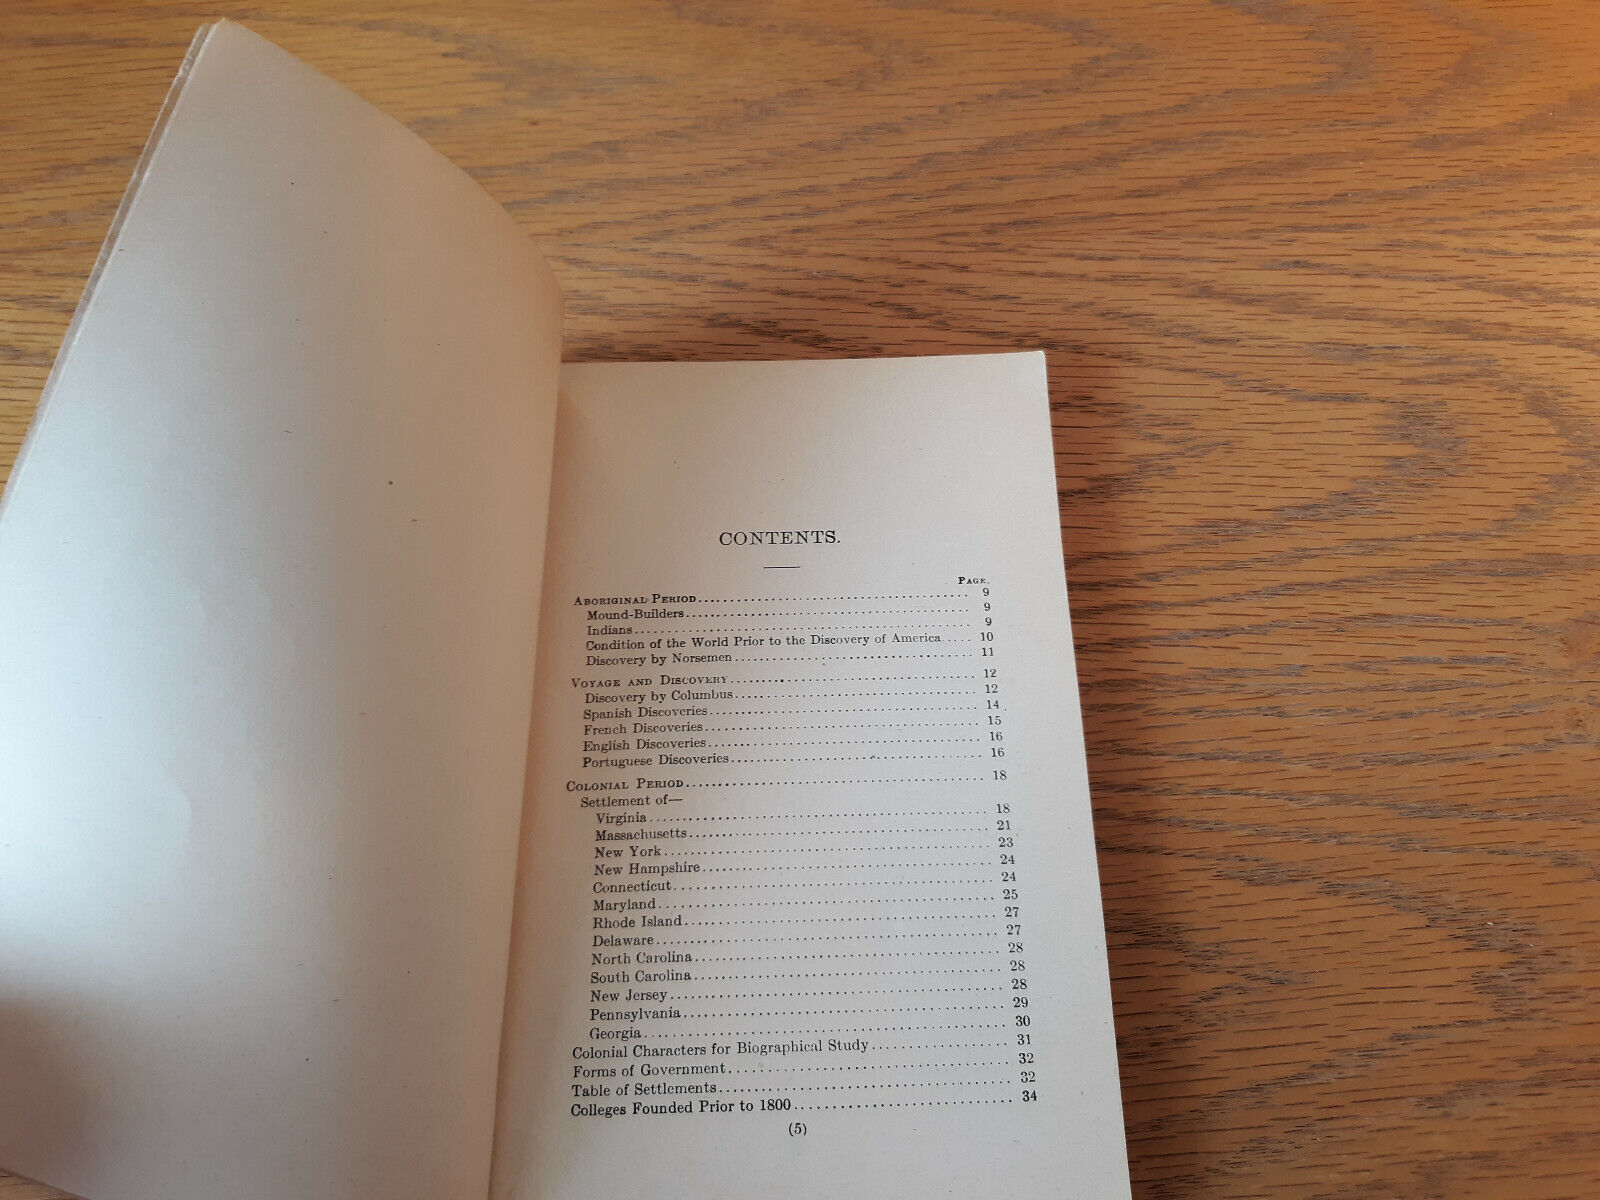 CONTENTS.
PAGE.
ABORIGINAL PERIOD 9
Mound-Builders 9
Indians 9
Condition of the World Prior to the Discovery of America 10
Discovery by Norsemen 11
VOYAGE AND DISCOVERY 12
Discovery by Columbus 12
Spanish Discoveries 14
French Discoveries 15
English Discoveries 16
Portuguese Discoveries 16
COLONIAL PERIOD 18
Settlement of—
Virginia 18
Massachusetts 21
New York 23
New Hampshire 24
Connecticut 24
Maryland 25
Rhode Island 27
Delaware 27
North Carolina 28
South Carolina 28
New Jersey 28
Pennsylvania 29
Georgia 30
Colonial Characters for Biographical Study 31
Forms of Government 32
Table of Settlements 32
Colleges Founded Prior to 1800 34
(5)